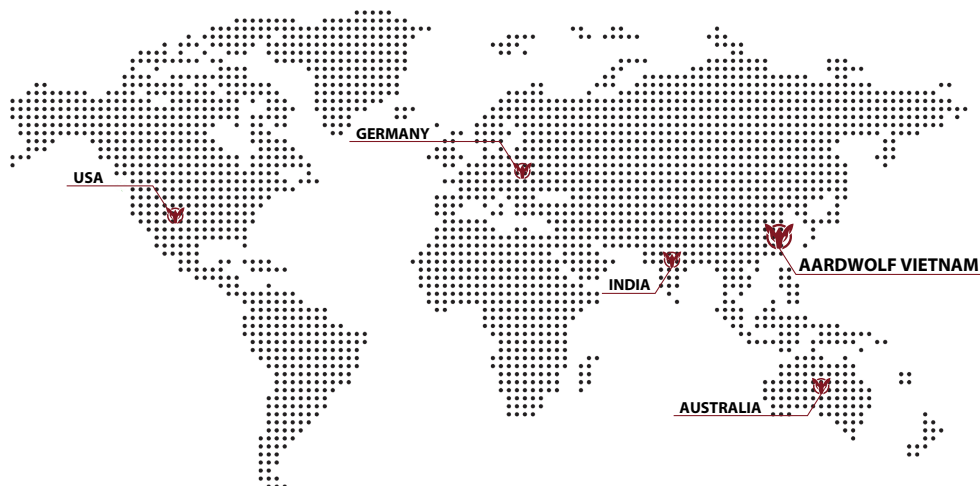 GERMANY
USA
AARDWOLF VIETNAM
INDIA
AUSTRALIA